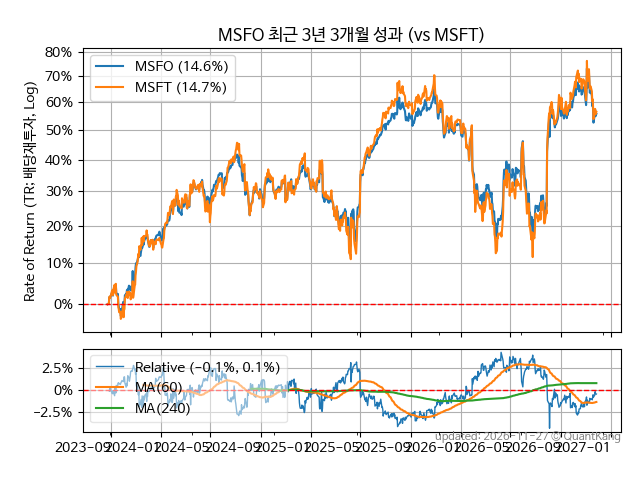 MSFO 최근 3년 3개월 성과 (vs MSFT)
MSFO (14.6%)
MSFT (14.7%)
Rate of Return (TR: 배당재투자, Log)
80%
70%
60%
50%
40%
30%
20%
10%
0%
Relative (−0.1%, 0.1%)
MA(60)
MA(240)
2.5%
0%
−2.5%
updated: 2026-11-27 © QuantKang
2023-09
2024-01
2024-05
2024-09
2025-01
2025-05
2025-09
2026-01
2026-05
2026-09
2027-01